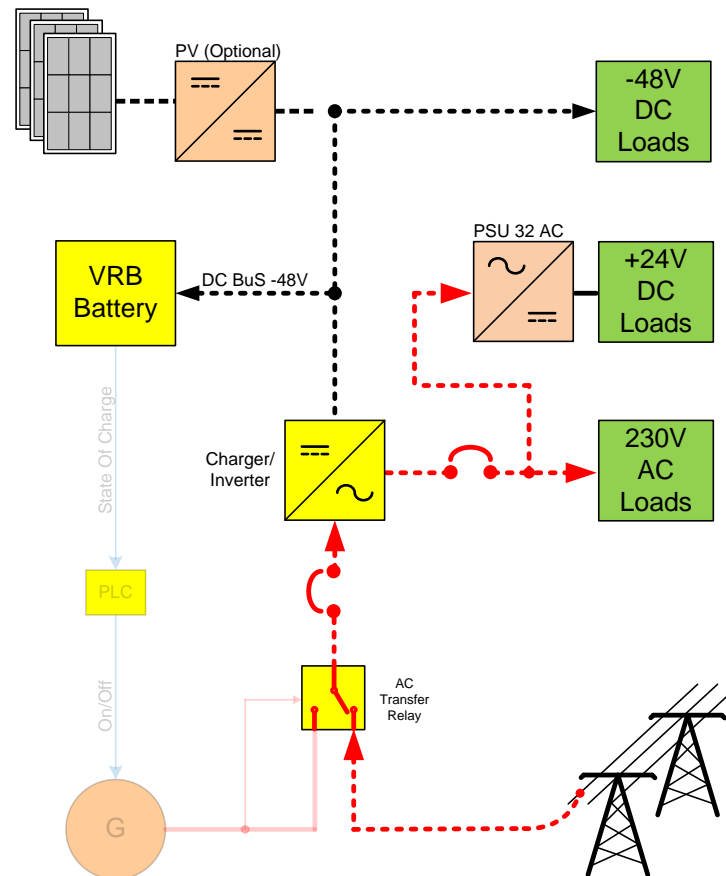 PV (Optional)
-48V
DC
Loads
PSU 32 AC
+24V
DC
Loads
VRB
Battery
DC BuS -48V
State Of Charge
Charger/
Inverter
230V
AC
Loads
PLC
On/Off
AC
Transfer
Relay
G